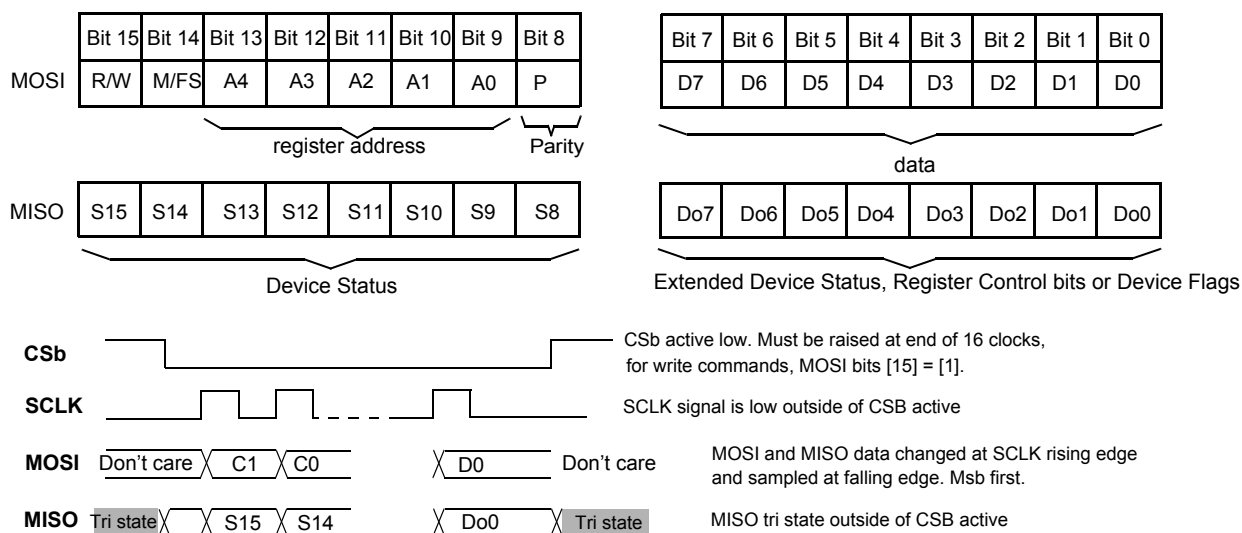 Bit 15 Bit 14 Bit 13 Bit 12 Bit 11 Bit 10 Bit 9 Bit 8 Bit 7 Bit 6 Bit 5 Bit 4 Bit 3 Bit 2 Bit 1 Bit 0
MOSI R/W M/FS A4 A3 A2 A1 A0 P D7 D6 D5 D4 D3 D2 D1 D0
register address Parity data
MISO S15 S14 S13 S12 S11 S10 S9 S8 Do7 Do6 Do5 Do4 Do3 Do2 Do1 Do0
Device Status Extended Device Status, Register Control bits or Device Flags
CSb CSb active low. Must be raised at end of 16 clocks,
for write commands, MOSI bits [15] = [1].
SCLK SCLK signal is low outside of CSB active
MOSI Don't care C1 C0 D0 Don't care MOSI and MISO data changed at SCLK rising edge
and sampled at falling edge. Msb first.
MISO Tri state S15 S14 Do0 Tri state MISO tri state outside of CSB active